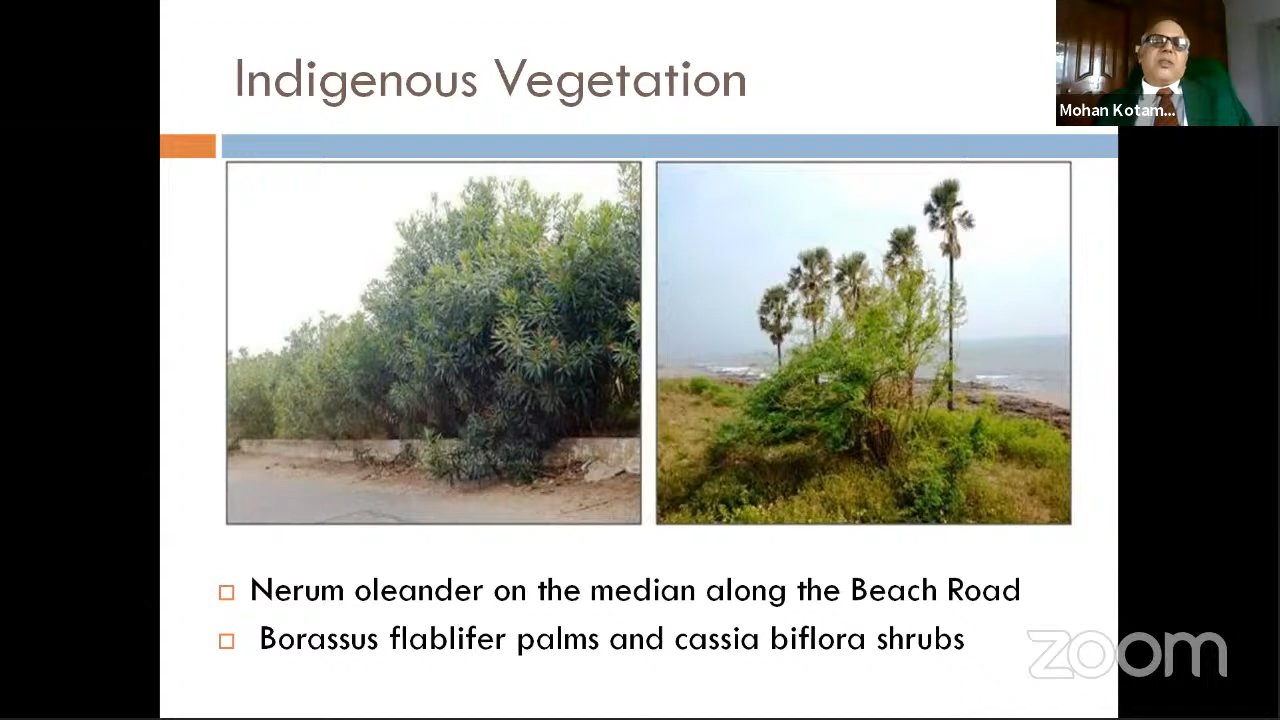 Indigenous Vegetation
Mohan Kotam...
Nerum oleander on the median along the Beach Road
Borassus flablifer palms and cassia biflora shrubs
zoom